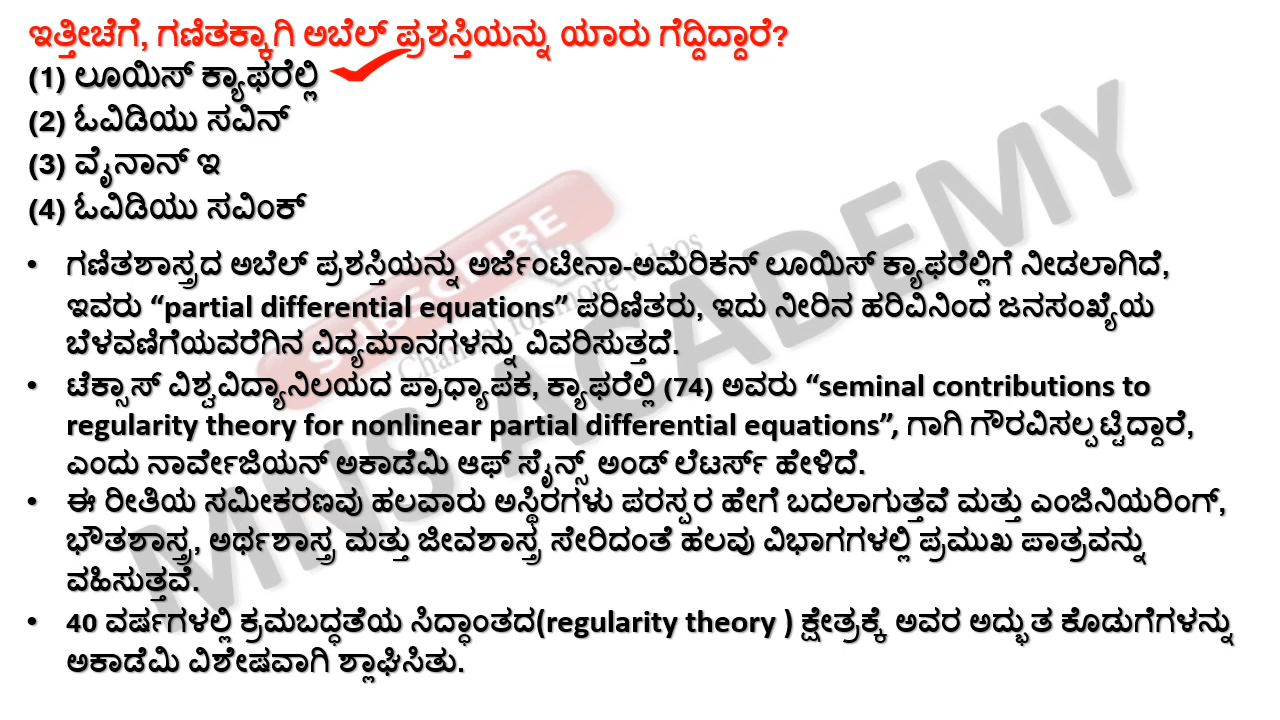 ಇತ್ತೀಚೆಗೆ, ಗಣಿತಕ್ಕಾಗಿ ಅಬೆಲ್ ಪ್ರಶಸ್ತಿಯನ್ನು ಯಾರು ಗೆದ್ದಿದ್ದಾರೆ?
(1) ಲೂಯಿಸ್ ಕ್ಯಾಫರೆಲ್ಲಿ
(2) ಓವಿಡಿಯು ಸವಿನ್
(3) ವೈನಾನ್ ಇ
(4) ಓವಿಡಿಯು ಸವಿಂಕ್
• ಗಣಿತಶಾಸ್ತ್ರದ ಅಬೆಲ್ ಪ್ರಶಸ್ತಿಯನ್ನು ಅರ್ಜೆಂಟೀನಾ-ಅಮೆರಿಕನ್ ಲೂಯಿಸ್ ಕ್ಯಾಫರೆಲ್ಲಿಗೆ ನೀಡಲಾಗಿದೆ,
ಇವರು “partial differential equations” ಪರಿಣಿತರು, ಇದು ನೀರಿನ ಹರಿವಿನಿಂದ ಜನಸಂಖ್ಯೆಯ
ಬೆಳವಣಿಗೆಯವರೆಗಿನ ವಿದ್ಯಮಾನಗಳನ್ನು ವಿವರಿಸುತ್ತದೆ.
• ಟೆಕ್ಸಾಸ್ ವಿಶ್ವವಿದ್ಯಾನಿಲಯದ ಪ್ರಾಧ್ಯಾಪಕ, ಕ್ಯಾಫರೆಲ್ಲಿ (74) ಅವರು “seminal contributions to
regularity theory for nonlinear partial differential equations”, ಗಾಗಿ ಗೌರವಿಸಲ್ಪಟ್ಟಿದ್ದಾರೆ,
ಎಂದು ನಾರ್ವೇಜಿಯನ್ ಅಕಾಡೆಮಿ ಆಫ್ ಸೈನ್ಸ್ ಅಂಡ್ ಲೆಟರ್ಸ್ ಹೇಳಿದೆ.
• ಈ ರೀತಿಯ ಸಮೀಕರಣವು ಹಲವಾರು ಅಸ್ಥಿರಗಳು ಪರಸ್ಪರ ಹೇಗೆ ಬದಲಾಗುತ್ತವೆ ಮತ್ತು ಎಂಜಿನಿಯರಿಂಗ್,
ಭೌತಶಾಸ್ತ್ರ, ಅರ್ಥಶಾಸ್ತ್ರ ಮತ್ತು ಜೀವಶಾಸ್ತ್ರ ಸೇರಿದಂತೆ ಹಲವು ವಿಭಾಗಗಳಲ್ಲಿ ಪ್ರಮುಖ ಪಾತ್ರವನ್ನು
ವಹಿಸುತ್ತವೆ.
• 40 ವರ್ಷಗಳಲ್ಲಿ ಕ್ರಮಬದ್ಧತೆಯ ಸಿದ್ಧಾಂತದ(regularity theory ) ಕ್ಷೇತ್ರಕ್ಕೆ ಅವರ ಅದ್ಭುತ ಕೊಡುಗೆಗಳನ್ನು
ಅಕಾಡೆಮಿ ವಿಶೇಷವಾಗಿ ಶ್ಲಾಘಿಸಿತು.
SUBSCRIBE
Channel for more videos
MNS ACADEMY